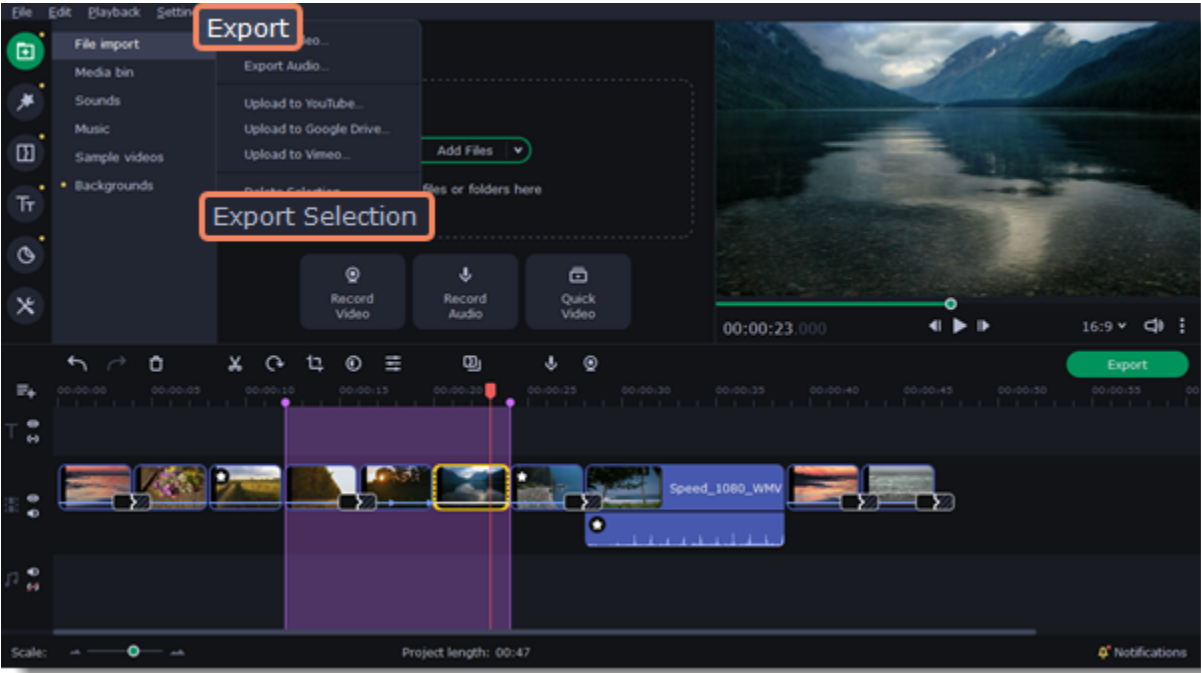 File Edit Playback Settin
Export
File import
Export Audio...
Media bin
Sounds
Upload to YouTube...
Music
Upload to Google Drive...
Sample videos
Upload to Vimeo...
Add Files
Backgrounds
Delete Selection
files or folders here
Export Selection
Record Video
Record Audio
Quick Video
00:00:23.000
16:9
Export
00:00:00 00:00:05 00:00:10 00:00:15 00:00:20 00:00:25 00:00:30 00:00:35 00:00:40 00:00:45 00:00:50 00:00:55 00
Speed_1080_WMV
Scale:
Project length: 00:47
Notifications